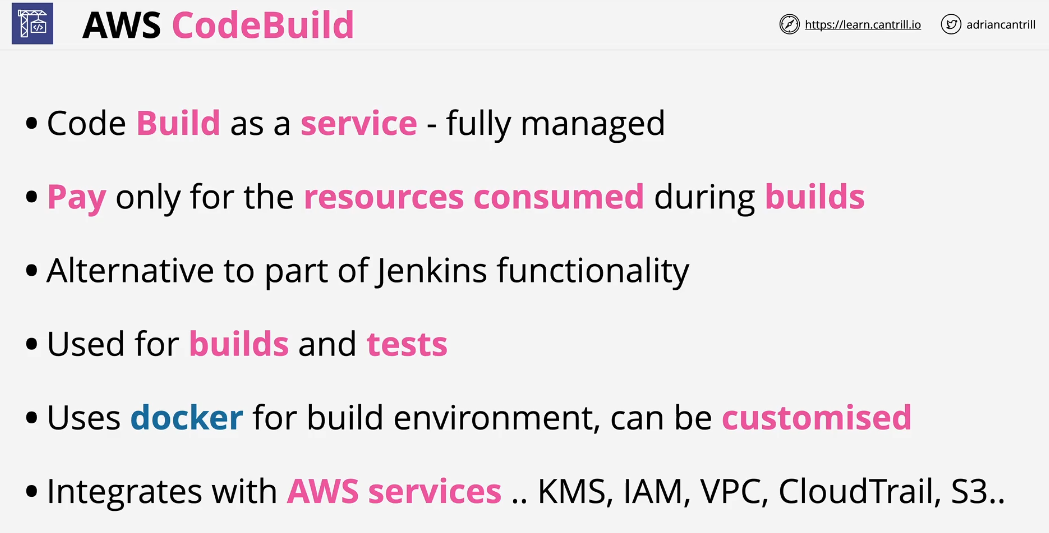 AWS CodeBuild
https://learn.cantrill.io
adriancantrill
• Code Build as a service - fully managed
• Pay only for the resources consumed during builds
• Alternative to part of Jenkins functionality
• Used for builds and tests
• Uses docker for build environment, can be customised
• Integrates with AWS services .. KMS, IAM, VPC, CloudTrail, S3..